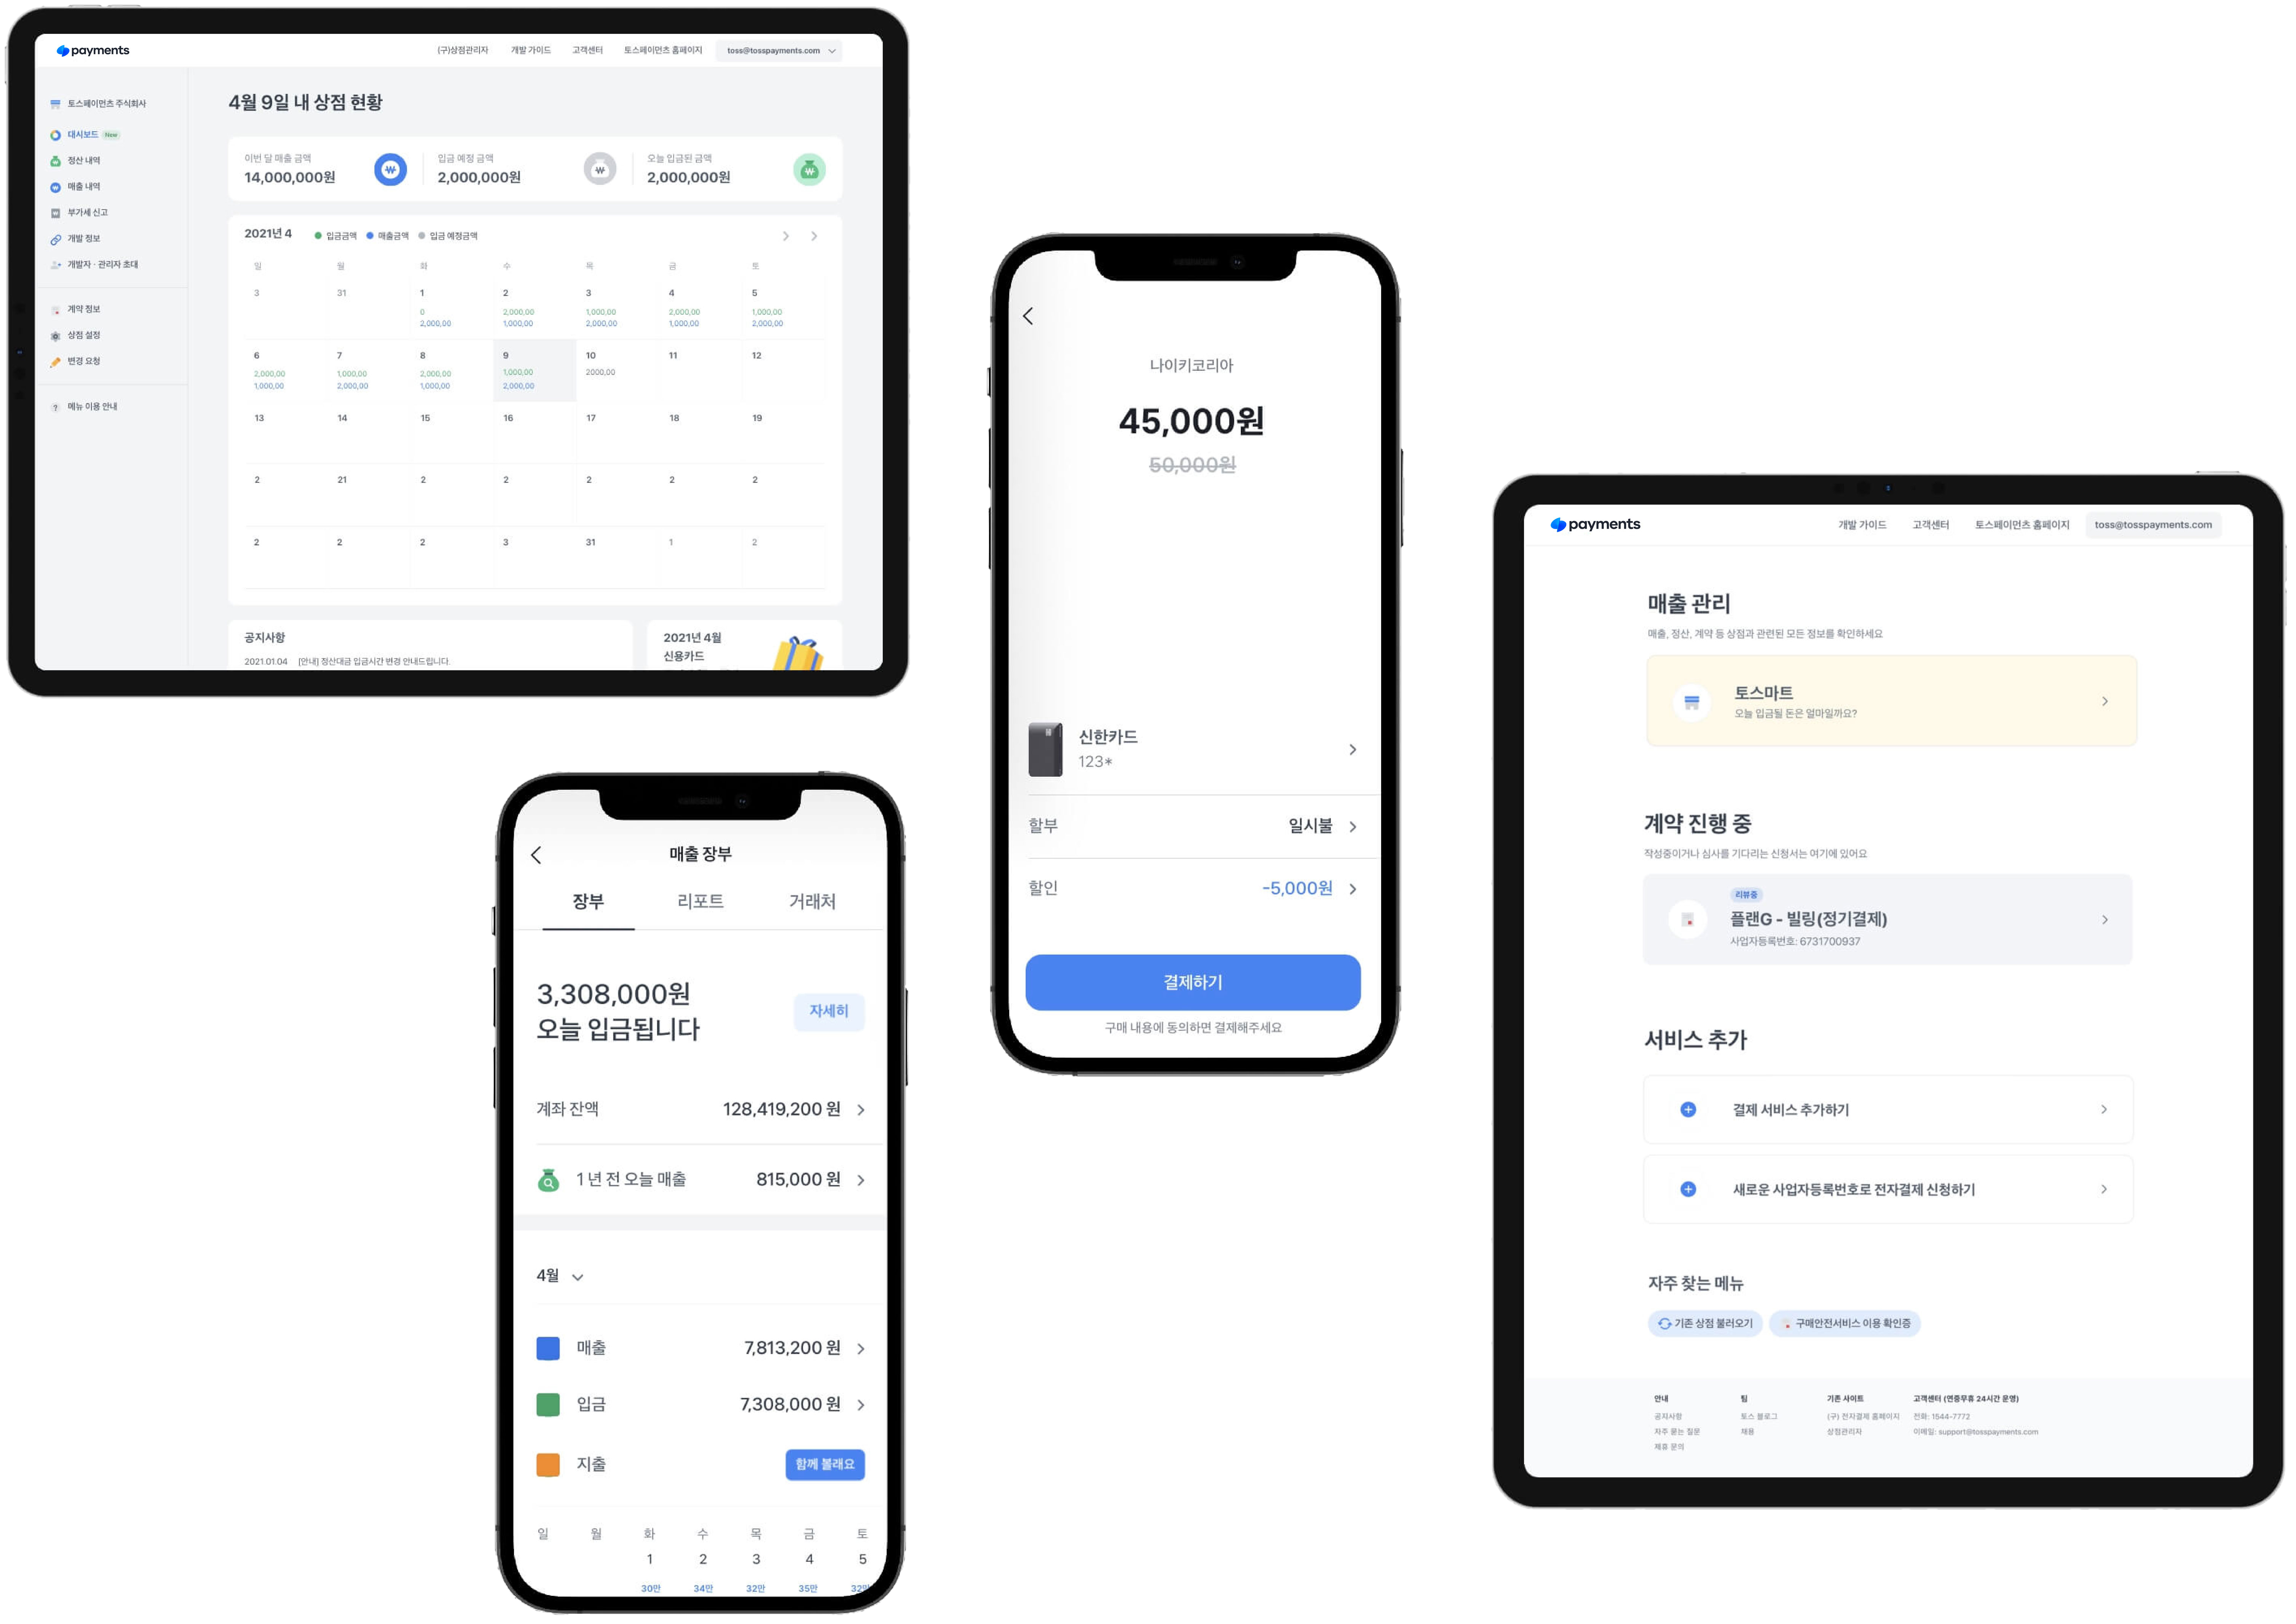 payments
(구)상점관리자 개발 가이드 고객센터 토스페이먼츠 홈페이지 toss@tosspayments.com
토스페이먼츠 주식회사
대시보드 New
정산 내역
매출 내역
부가세 신고
개발 정보
개발자 · 관리자 초대
계약 정보
상점 설정
변경 요청
? 메뉴 이용 안내
4월 9일 내 상점 현황
이번 달 매출 금액
14,000,000원
입금 예정 금액
2,000,000원
오늘 입금된 금액
2,000,000원
2021년 4 입금금액 매출금액 입금 예정금액
일 월 화 수 목 금 토
3 31 1 2 3 4 5
0 2,000,00 1,000,00 2,000,00 1,000,00
2,000,00 1,000,00 2,000,00 1,000,00 2,000,00
6 7 8 9 10 11 12
2,000,00 1,000,00 2,000,00 1,000,00 2000,00
1,000,00 2,000,00 1,000,00 2,000,00
13 14 15 16 17 18 19
2 21 2 2 2 2 2
2 2 2 3 31 1 2
공지사항
2021.01.04 [안내] 정산대금 입금시간 변경 안내드립니다.
2021년 4월
신용카드
나이키코리아
45,000원
50,000원
신한카드
123*
할부 일시불
할인 -5,000원
결제하기
구매 내용에 동의하면 결제해주세요
매출 장부
장부 리포트 거래처
3,308,000원
오늘 입금됩니다
자세히
계좌 잔액 128,419,200 원
1 년 전 오늘 매출 815,000 원
4월
매출 7,813,200 원
입금 7,308,000 원
지출 함께 볼래요
일 월 화 수 목 금 토
1 2 3 4 5
30만 34만 32만 35만 32만
payments
개발 가이드 고객센터 토스페이먼츠 홈페이지 toss@tosspayments.com
매출 관리
매출, 정산, 계약 등 상점과 관련된 모든 정보를 확인하세요
토스마트
오늘 입금될 돈은 얼마일까요?
계약 진행 중
작성중이거나 심사를 기다리는 신청서는 여기에 있어요
리뷰중
플랜G - 빌링(정기결제)
사업자등록번호: 6731700937
서비스 추가
결제 서비스 추가하기
새로운 사업자등록번호로 전자결제 신청하기
자주 찾는 메뉴
기존 상점 불러오기 구매안전서비스 이용 확인증
안내
공지사항
자주 묻는 질문
제휴 문의
팀
토스 블로그
채용
기존 사이트
(구) 전자결제 홈페이지
상점관리자
고객센터 (연중무휴 24시간 운영)
전화: 1544-7772
이메일: support@tosspayments.com